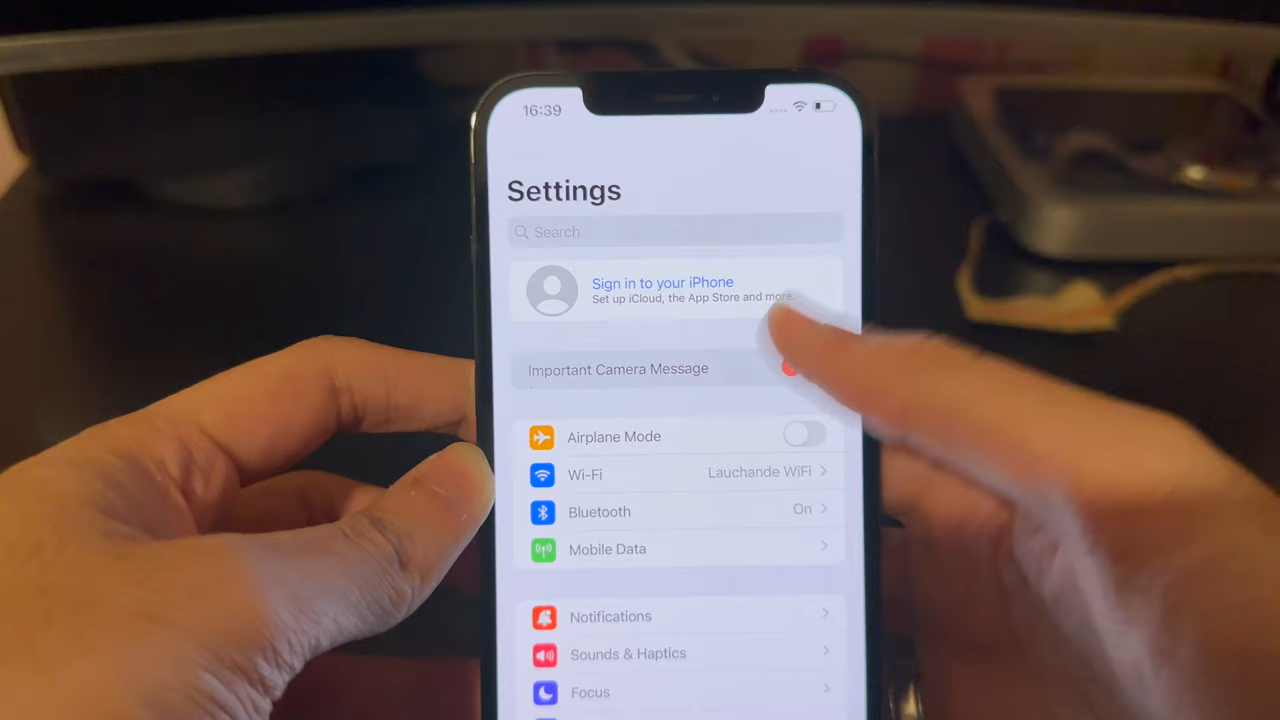 16:39
Settings
Search
Sign in to your iPhone
Set up iCloud, the App Store and more.
Important Camera Message
Airplane Mode
Wi-Fi Lauchande WiFi
Bluetooth On
Mobile Data
Notifications
Sounds & Haptics
Focus